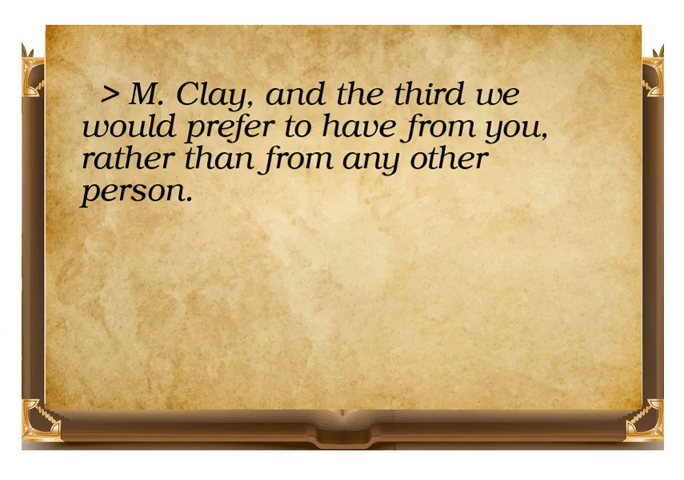 > M. Clay, and the third we
would prefer to have from you,
rather than from any other
person.